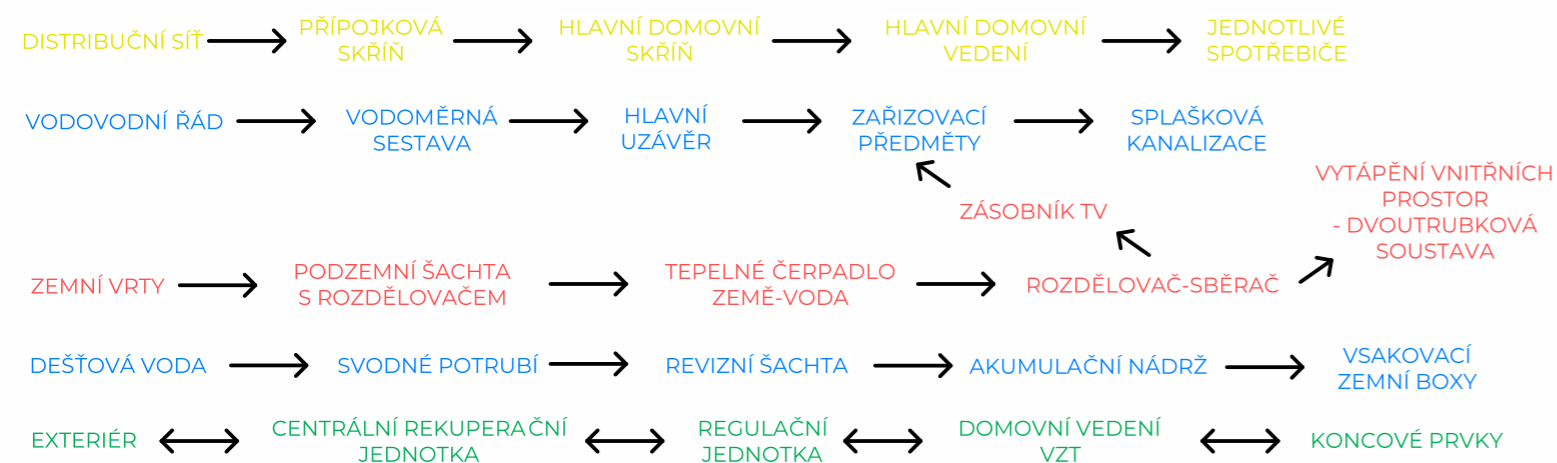 DISTRIBUČNÍ SÍŤ
PŘÍPOJKOVÁ
SKŘÍŇ
HLAVNÍ DOMOVNÍ
SKŘÍŇ
HLAVNÍ DOMOVNÍ
VEDENÍ
JEDNOTLIVÉ
SPOTŘEBIČE
VODOVODNÍ ŘÁD
VODOMĚRNÁ
SESTAVA
HLAVNÍ
UZÁVĚR
ZAŘIZOVACÍ
PŘEDMĚTY
SPLAŠKOVÁ
KANALIZACE
ZÁSOBNÍK TV
VYTÁPĚNÍ VNITŘNÍCH
PROSTOR
- DVOUTRUBKOVÁ
SOUSTAVA
ZEMNÍ VRTY
PODZEMNÍ ŠACHTA
S ROZDĚLOVAČEM
TEPELNÉ ČERPADLO
ZEMĚ-VODA
ROZDĚLOVAČ-SBĚRAČ
DEŠŤOVÁ VODA
SVODNÉ POTRUBÍ
REVIZNÍ ŠACHTA
AKUMULAČNÍ NÁDRŽ
VSAKOVACÍ
ZEMNÍ BOXY
EXTERIÉR
CENTRÁLNÍ REKUPERAČNÍ
JEDNOTKA
REGULAČNÍ
JEDNOTKA
DOMOVNÍ VEDENÍ
VZT
KONCOVÉ PRVKY